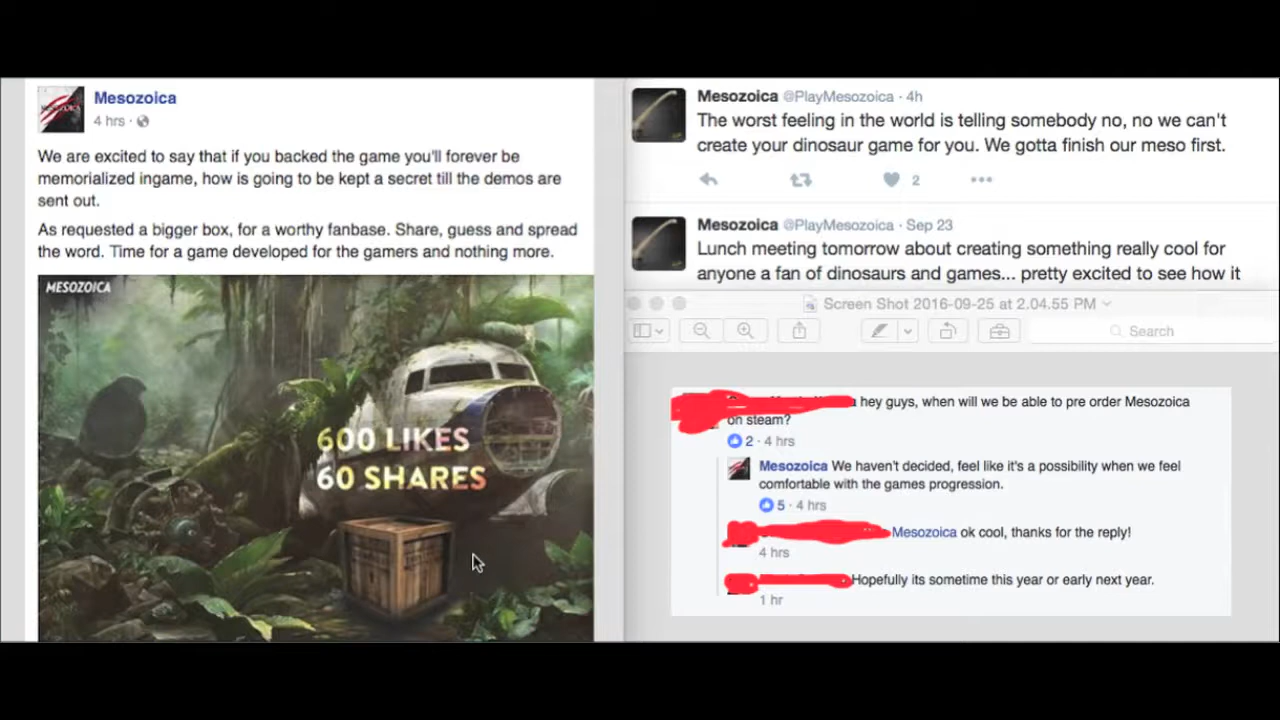 Mesozoica
4 hrs ·
We are excited to say that if you backed the game you'll forever be
memorialized ingame, how is going to be kept a secret till the demos are
sent out.
As requested a bigger box, for a worthy fanbase. Share, guess and spread
the word. Time for a game developed for the gamers and nothing more.
MESOZOICA
600 LIKES
60 SHARES
Mesozoica @PlayMesozoica · 4h
The worst feeling in the world is telling somebody no, no we can't
create your dinosaur game for you. We gotta finish our meso first.
2
Mesozoica @PlayMesozoica · Sep 23
Lunch meeting tomorrow about creating something really cool for
anyone a fan of dinosaurs and games... pretty excited to see how it
Screen Shot 2016-09-25 at 2.04.55 PM
Search
hey guys, when will we be able to pre order Mesozoica
on steam?
2 · 4 hrs
Mesozoica We haven't decided, feel like it's a possibility when we feel
comfortable with the games progression.
5 · 4 hrs
Mesozoica ok cool, thanks for the reply!
4 hrs
Hopefully its sometime this year or early next year.
1 hr